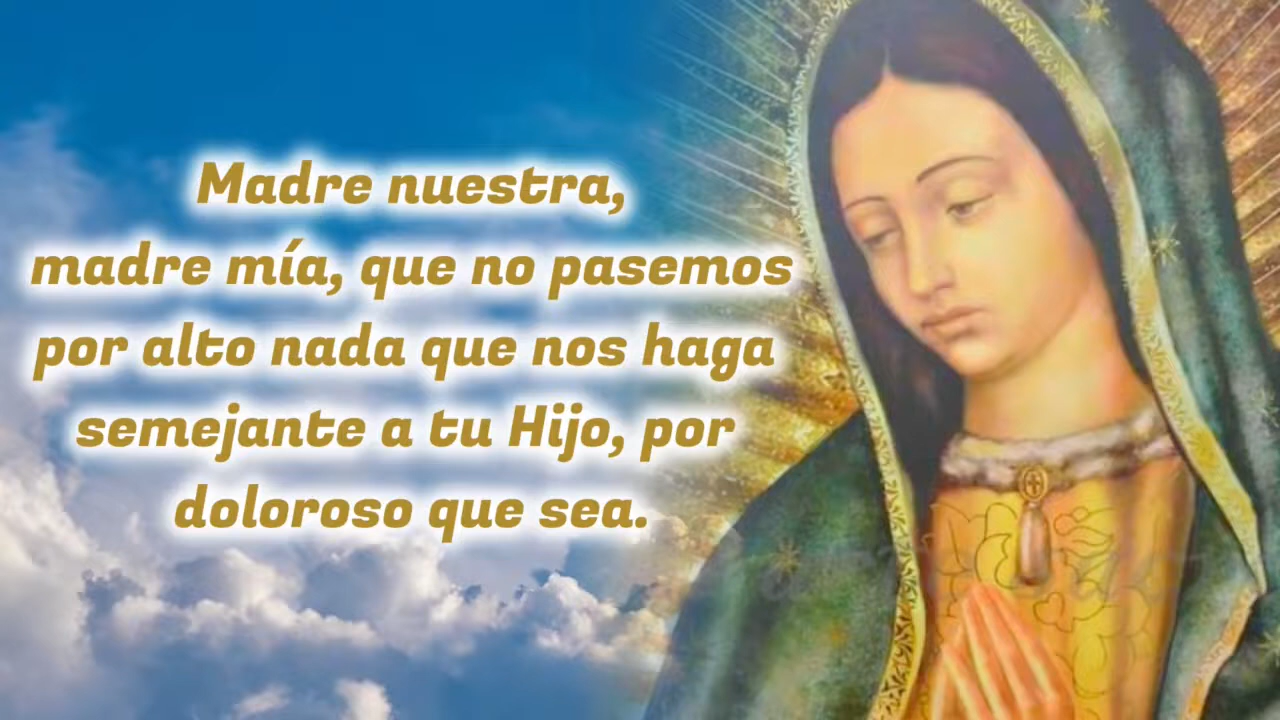 Madre nuestra,
madre mía, que no pasemos
por alto nada que nos haga
semejante a tu Hijo, por
doloroso que sea.